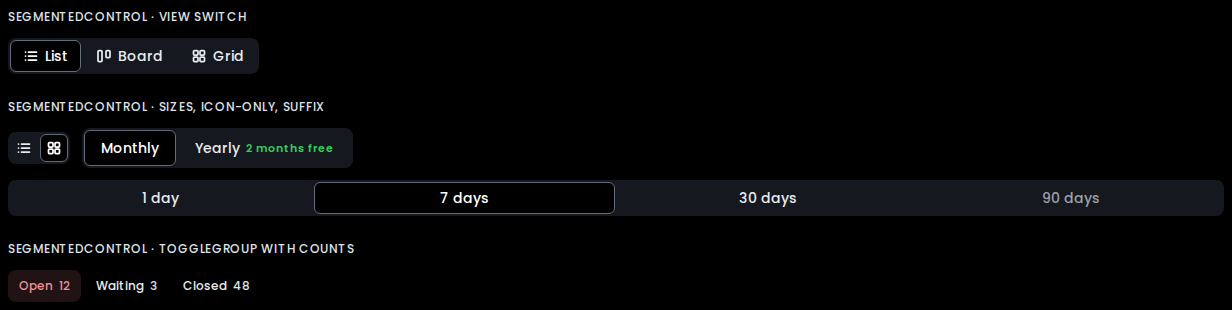 SEGMENTEDCONTROL · VIEW SWITCH
List Board Grid
SEGMENTEDCONTROL · SIZES, ICON-ONLY, SUFFIX
Monthly Yearly 2 months free
1 day 7 days 30 days 90 days
SEGMENTEDCONTROL · TOGGLEGROUP WITH COUNTS
Open 12 Waiting 3 Closed 48